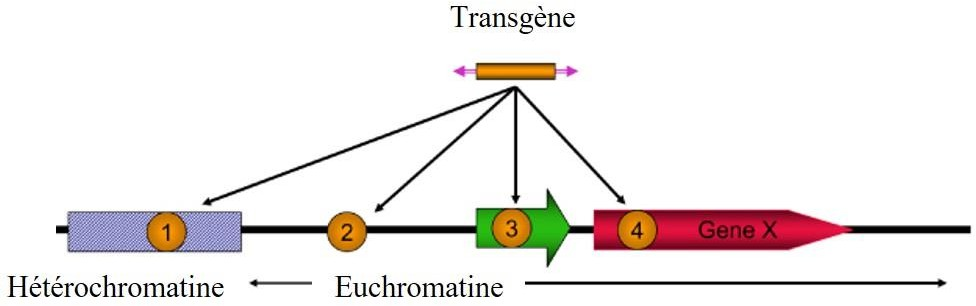 Transgène
1 2 3 4 Gene X
Hétérochromatine Euchromatine